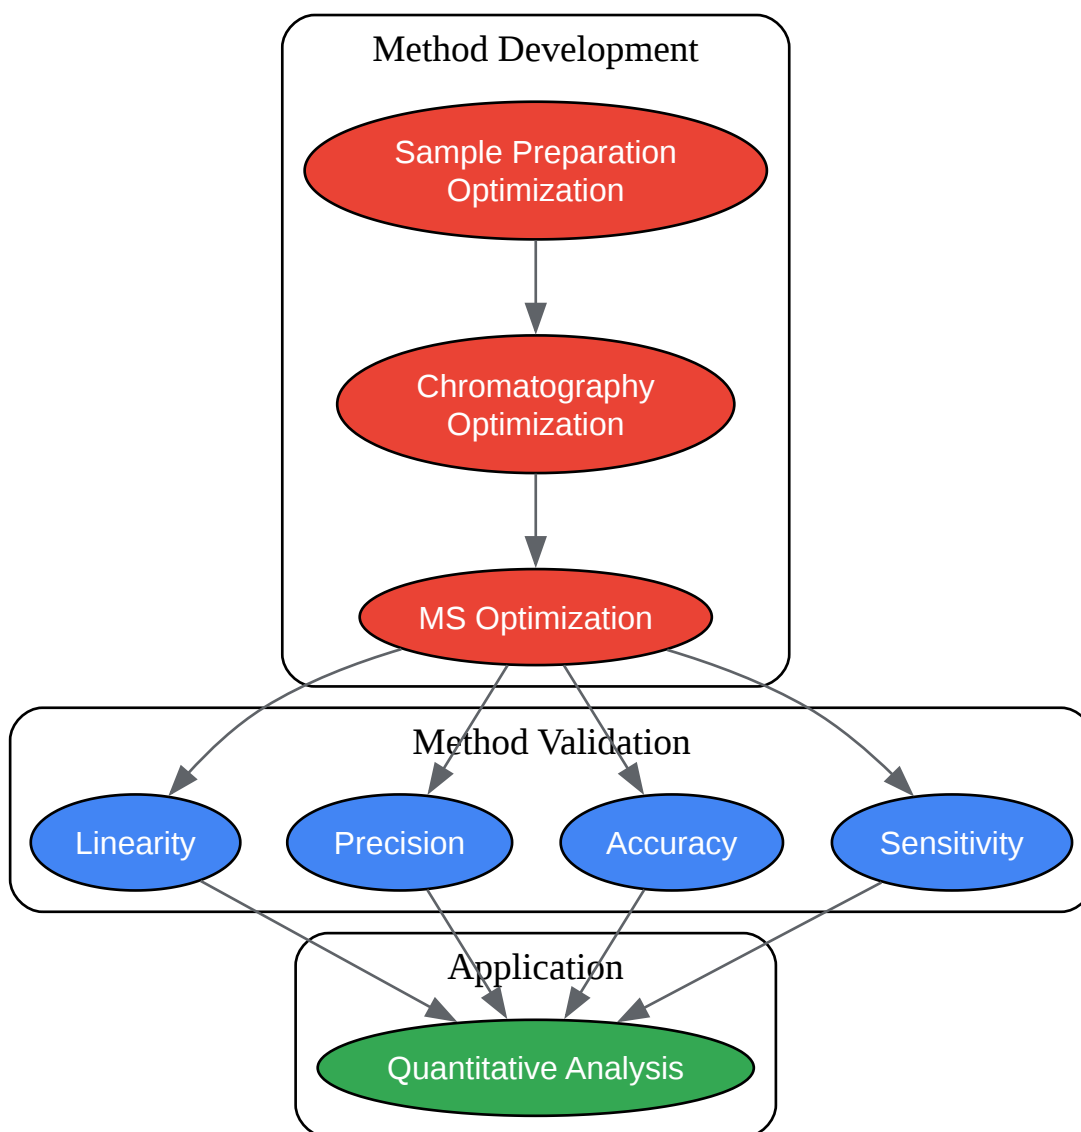 Method Development
Sample Preparation
Optimization
Chromatography
Optimization
MS Optimization
Method Validation
Linearity
Precision
Accuracy
Sensitivity
Application
Quantitative Analysis